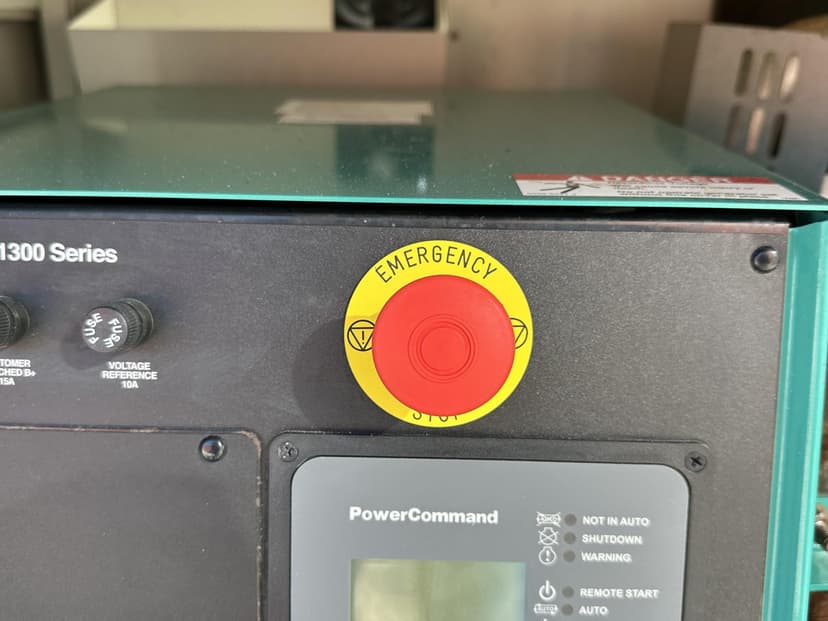 DANGER
1300 Series
EMERGENCY
STOP
FUSE
FUSE
VOLTAGE
REFERENCE
10A
TOMER
CHED/B+
15A
PowerCommand
NOT IN AUTO
SHUTDOWN
WARNING
REMOTE START
AUTO
AUTO